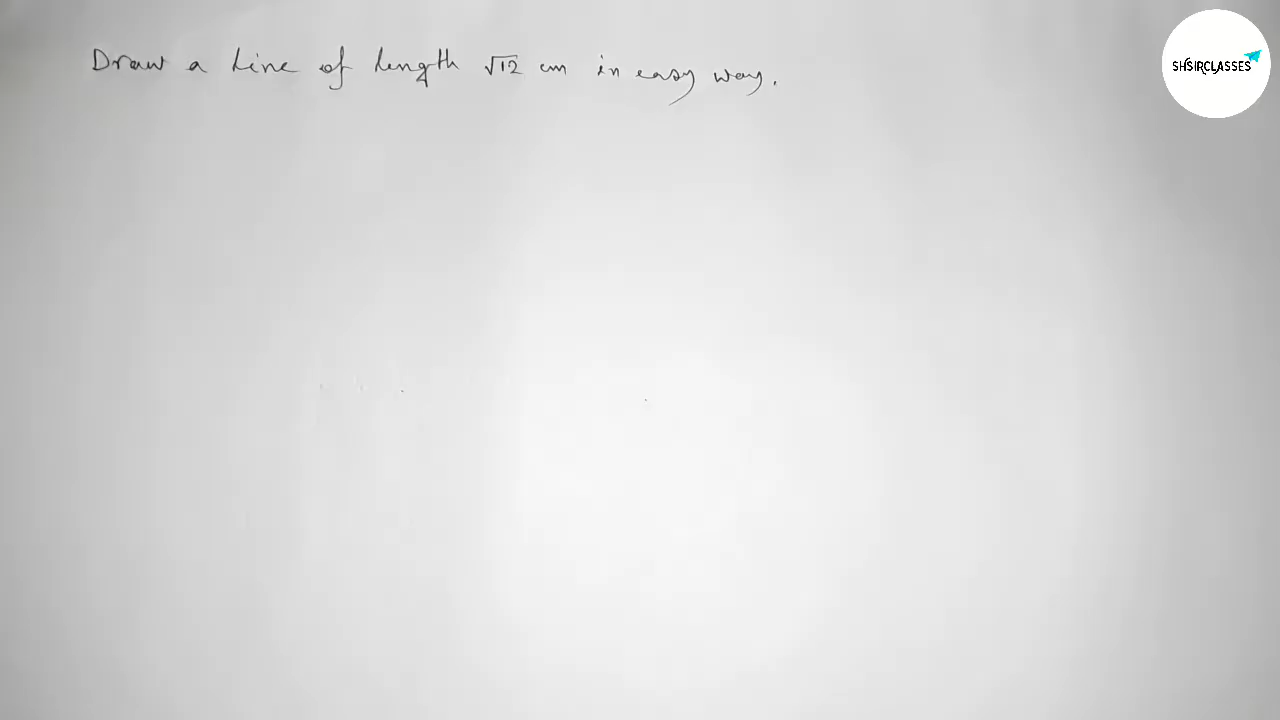 Draw a line of length √12 cm in easy way.
SHSIRCLASSES